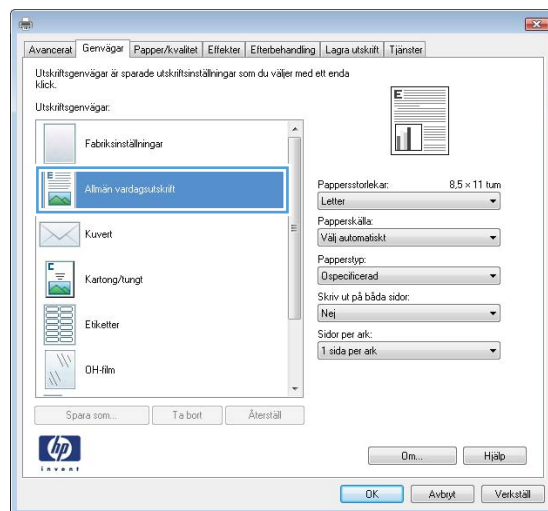 Avancerat Genvägar Papper/kvalitet Effekter Efterbehandling Lagra utskrift Tjänster
Utskriftsgenvägar är sparade utskriftsinställningar som du väljer med ett enda
klick.
Utskriftsgenvägar:
Fabriksinställningar
Allmän vardagsutskrift
Kuvert
Kartong/tungt
Etiketter
OH-film
Spara som... Ta bort Återställ
E
Pappersstorlekar: 8,5 × 11 tum
Letter
Papperskälla:
Välj automatiskt
Papperstyp:
Ospecificerad
Skriv ut på båda sidor:
Nej
Sidor per ark:
1 sida per ark
hp
invent
Om... Hjälp
OK Avbryt Verkställ